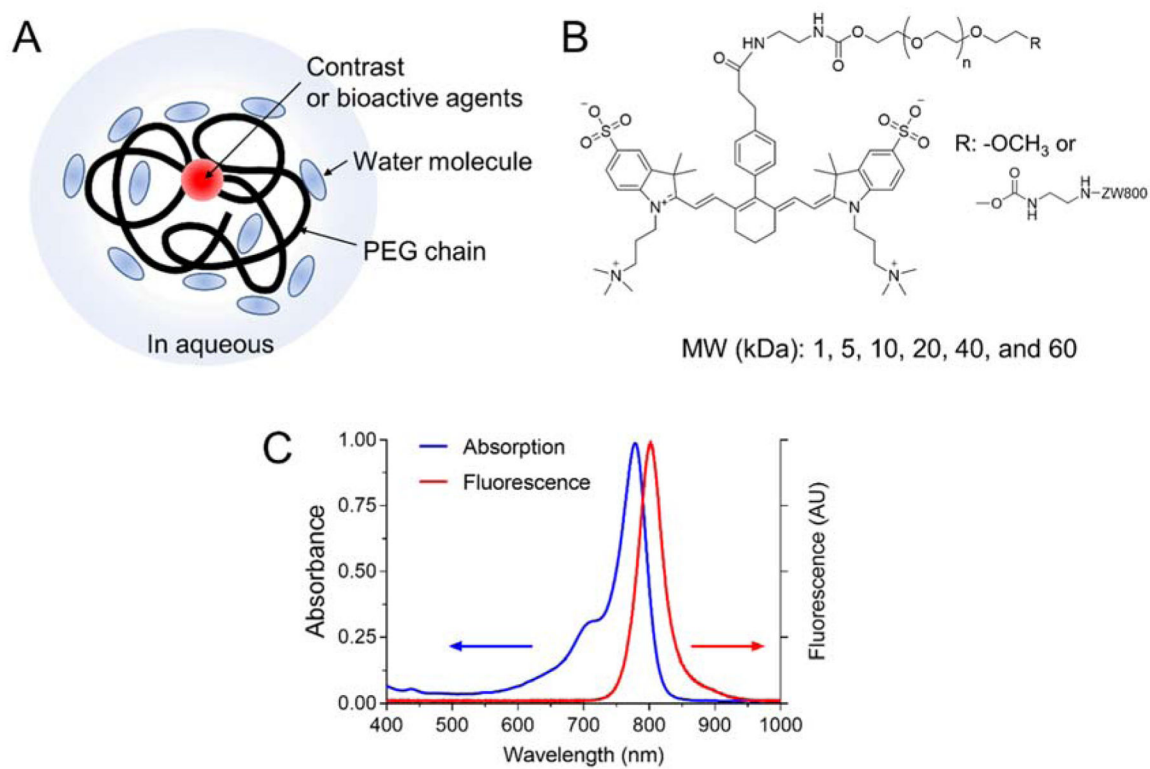 A
Contrast
or bioactive agents
Water molecule
PEG chain
In aqueous
B
HN
O
N
H
O
O
O
O
n
R
⁻O
O
S
O
O
S
O⁻
O
N⁺
N
N⁺
N⁺
R: -OCH₃ or
O
O
N
H
H
N
ZW800
MW (kDa): 1, 5, 10, 20, 40, and 60
C
Absorption
Fluorescence
Absorbance
1.00
0.75
0.50
0.25
0.00
400 500 600 700 800 900 1000
Wavelength (nm)
Fluorescence (AU)